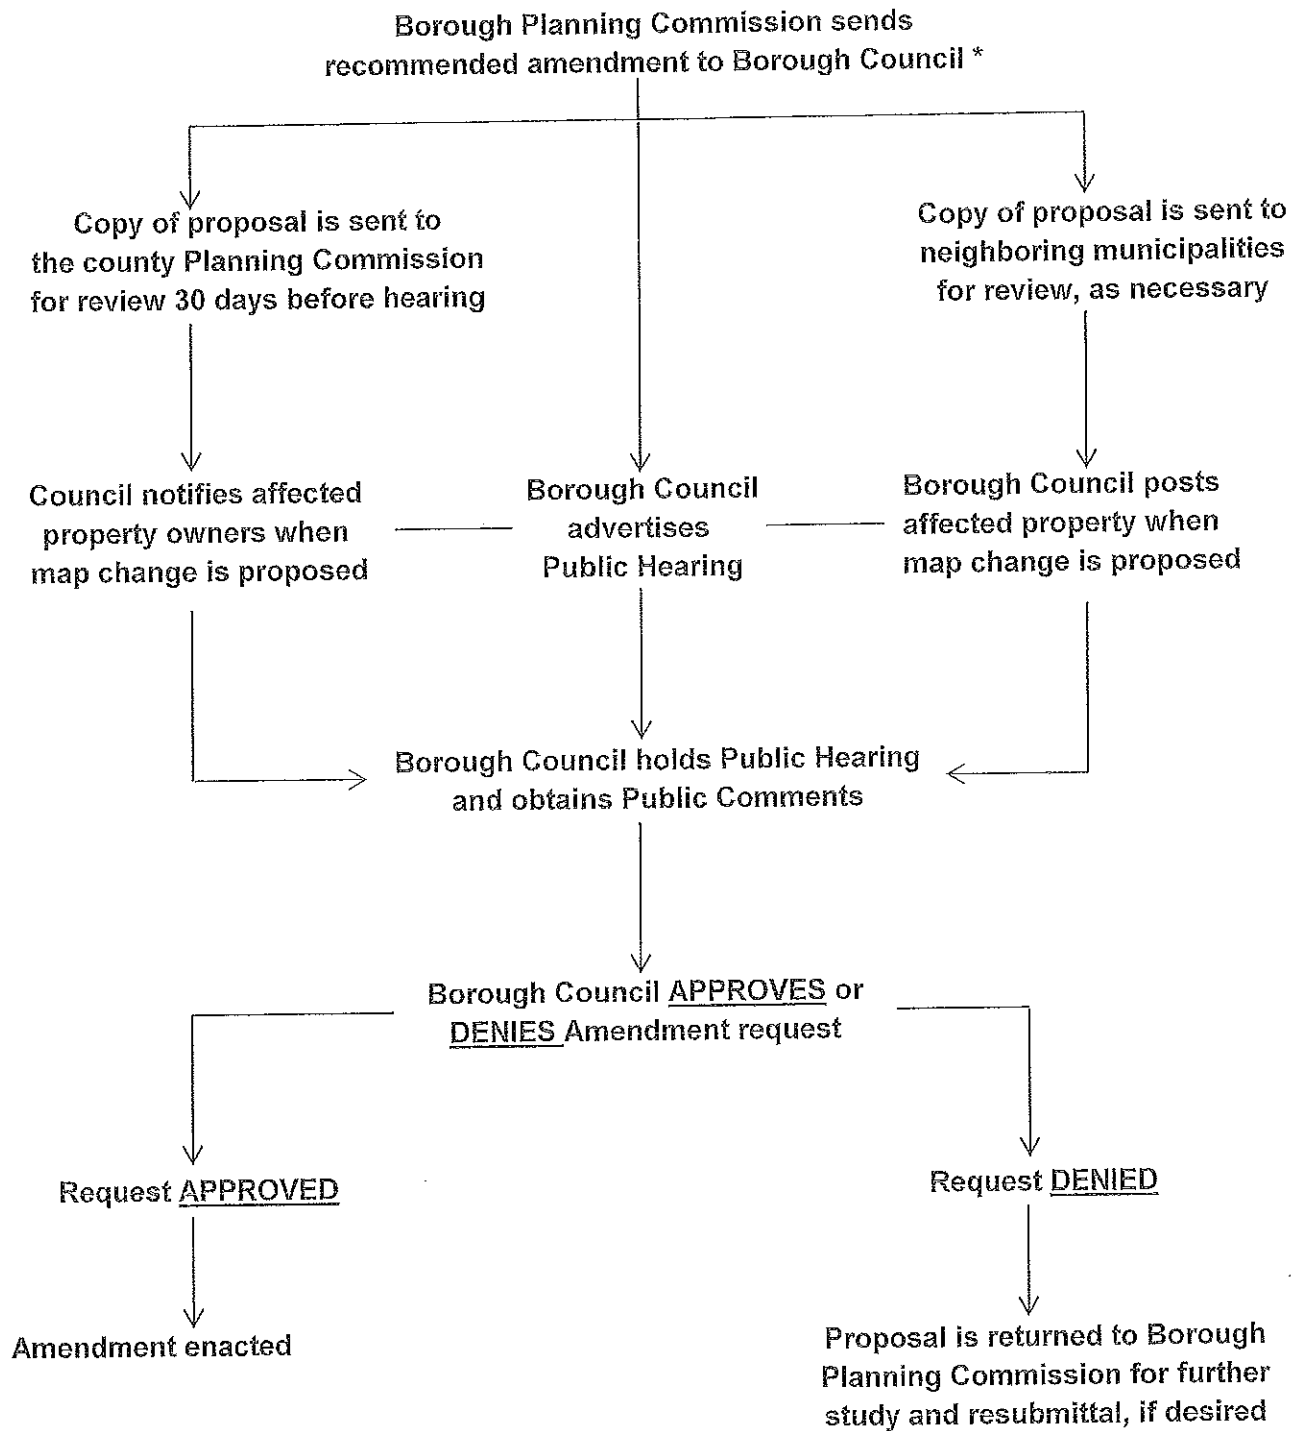 Borough Planning Commission sends
recommended amendment to Borough Council *
Copy of proposal is sent to
the county Planning Commission
for review 30 days before hearing
Copy of proposal is sent to
neighboring municipalities
for review, as necessary
Council notifies affected
property owners when
map change is proposed
Borough Council
advertises
Public Hearing
Borough Council posts
affected property when
map change is proposed
Borough Council holds Public Hearing
and obtains Public Comments
Borough Council APPROVES or
DENIES Amendment request
Request APPROVED
Request DENIED
Amendment enacted
Proposal is returned to Borough
Planning Commission for further
study and resubmittal, if desired